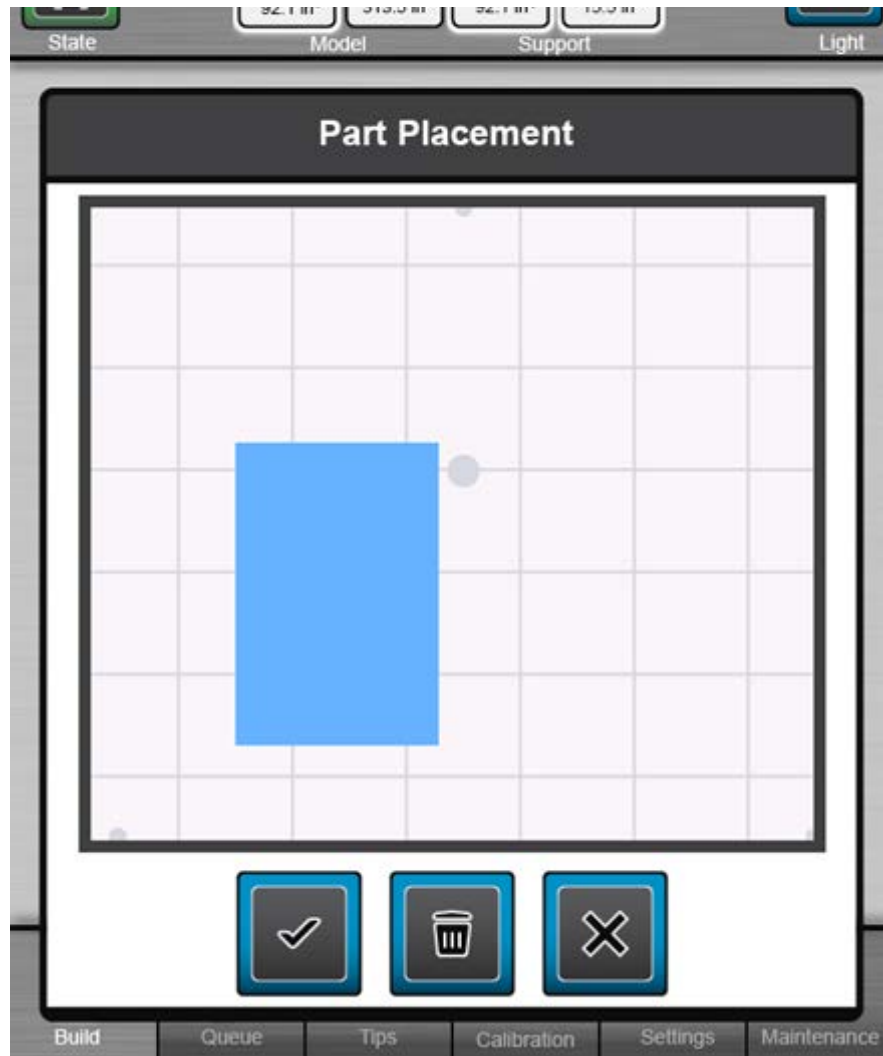 State Model Support Light
Part Placement
Build Queue Tips Calibration Settings Maintenance